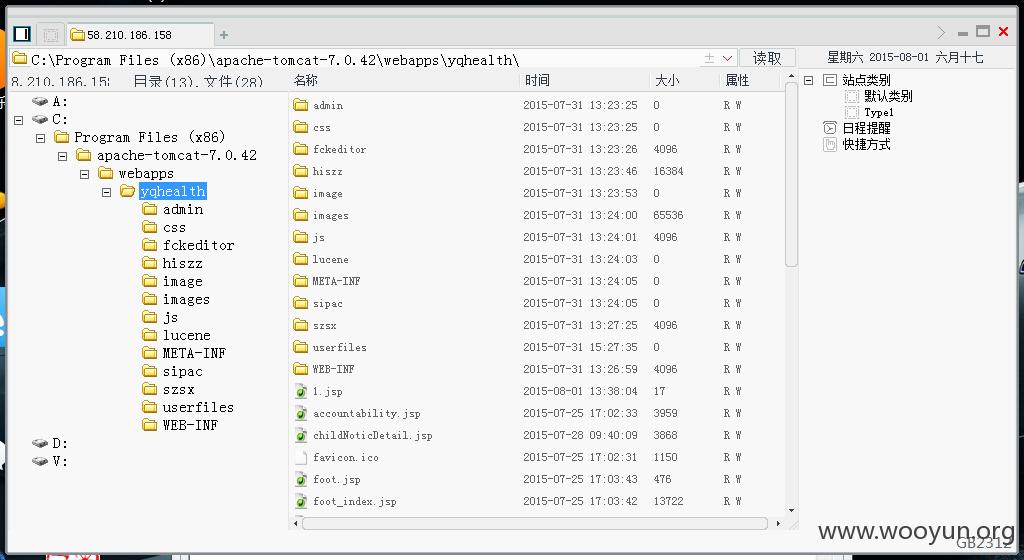 58.210.186.158
C:\Program Files (x86)\apache-tomcat-7.0.42\webapps\yqhealth\
读取
星期六 2015-08-01 六月十七
8.210.186.15
目录(13),文件(28)
名称 时间 大小 属性
A:
C:
Program Files (x86)
apache-tomcat-7.0.42
webapps
yqhealth
admin
css
fckeditor
hiszz
image
images
js
lucene
META-INF
sipac
szsx
userfiles
WEB-INF
D:
V:
admin 2015-07-31 13:23:25 0 R W
css 2015-07-31 13:23:25 0 R W
fckeditor 2015-07-31 13:23:26 4096 R W
hiszz 2015-07-31 13:23:46 16384 R W
image 2015-07-31 13:23:53 0 R W
images 2015-07-31 13:24:00 65536 R W
js 2015-07-31 13:24:01 4096 R W
lucene 2015-07-31 13:24:03 0 R W
META-INF 2015-07-31 13:24:05 0 R W
sipac 2015-07-31 13:24:05 0 R W
szsx 2015-07-31 13:27:25 4096 R W
userfiles 2015-07-31 15:27:35 0 R W
WEB-INF 2015-07-31 13:26:59 4096 R W
1.jsp 2015-08-01 13:38:04 17 R W
accountability.jsp 2015-07-25 17:02:33 3959 R W
childNoticDetail.jsp 2015-07-28 09:40:09 3868 R W
favicon.ico 2015-07-25 17:02:31 1150 R W
foot.jsp 2015-07-25 17:03:43 476 R W
foot_index.jsp 2015-07-25 17:03:42 13722 R W
站点类别
默认类别
Type1
日程提醒
快捷方式
www.wooyun.org
GB2312